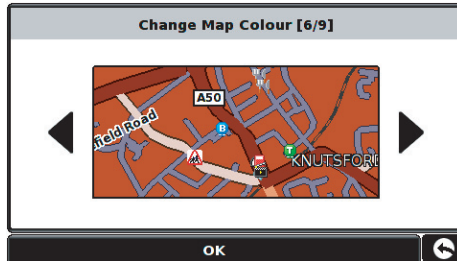 Change Map Colour [6/9]
A50
field Road
B
T
KNUTSFORD
OK